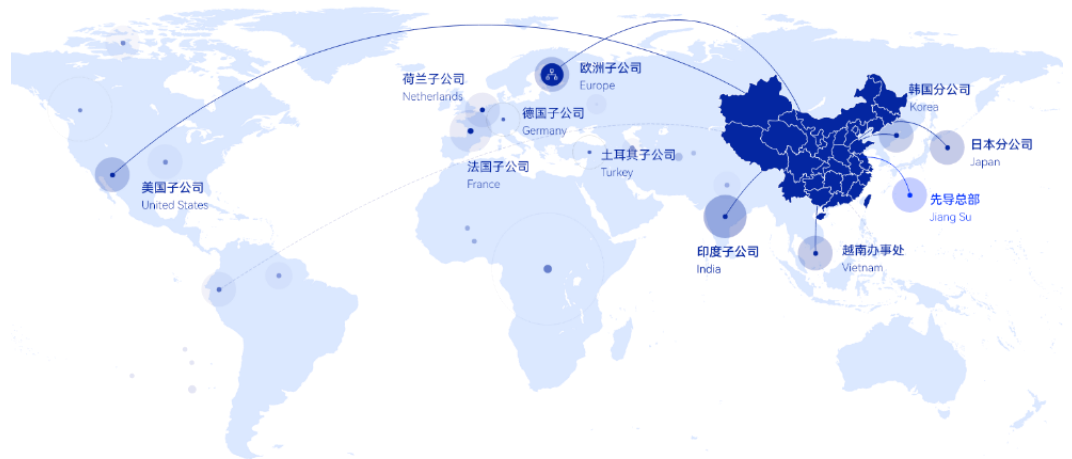 荷兰子公司
Netherlands
欧洲子公司
Europe
德国子公司
Germany
法国子公司
France
土耳其子公司
Turkey
美国子公司
United States
韩国分公司
Korea
日本分公司
Japan
先导总部
Jiang Su
印度子公司
India
越南办事处
Vietnam